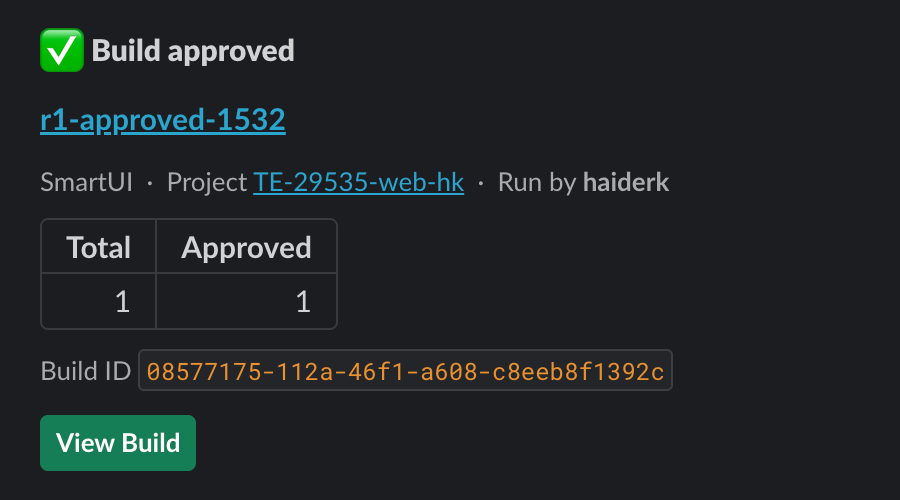 ✅ Build approved
r1-approved-1532
SmartUI · Project TE-29535-web-hk · Run by haiderk
Total Approved
1 1
Build ID 08577175-112a-46f1-a608-c8eeb8f1392c
View Build